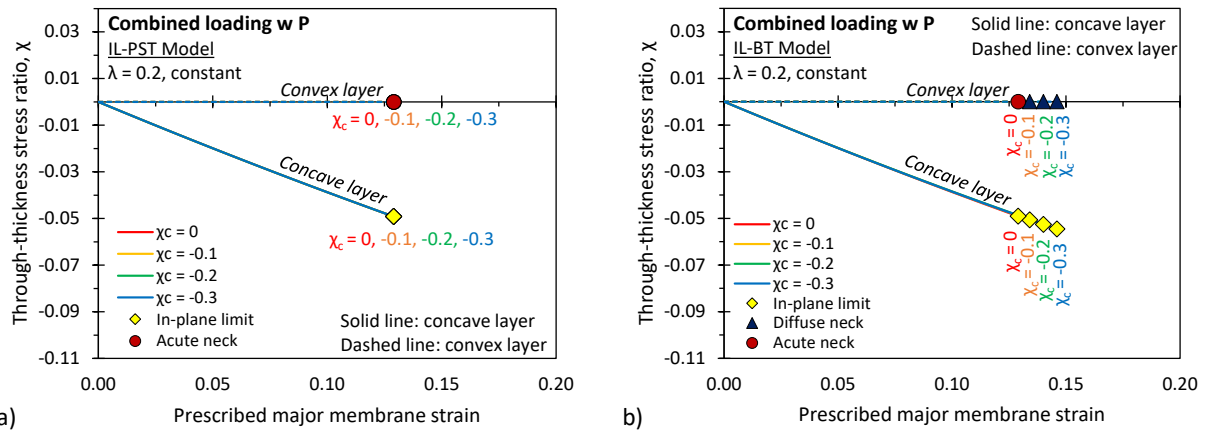 Combined loading w P
IL-PST Model
λ = 0.2, constant
Convex layer
χc = 0, -0.1, -0.2, -0.3
Concave layer
χc = 0, -0.1, -0.2, -0.3
χc = 0
χc = -0.1
χc = -0.2
χc = -0.3
In-plane limit
Acute neck
Solid line: concave layer
Dashed line: convex layer
Through-thickness stress ratio, χ
0.03
0.01
-0.01
-0.03
-0.05
-0.07
-0.09
-0.11
0.00 0.05 0.10 0.15 0.20
Prescribed major membrane strain
a)
Combined loading w P
IL-BT Model
λ = 0.2, constant
Solid line: concave layer
Dashed line: convex layer
Convex layer
χc = 0
χc = -0.1
χc = -0.2
χc = -0.3
Concave layer
χc = 0
χc = -0.1
χc = -0.2
χc = -0.3
χc = 0
χc = -0.1
χc = -0.2
χc = -0.3
In-plane limit
Diffuse neck
Acute neck
Through-thickness stress ratio, χ
0.03
0.01
-0.01
-0.03
-0.05
-0.07
-0.09
-0.11
0.00 0.05 0.10 0.15 0.20
Prescribed major membrane strain
b)